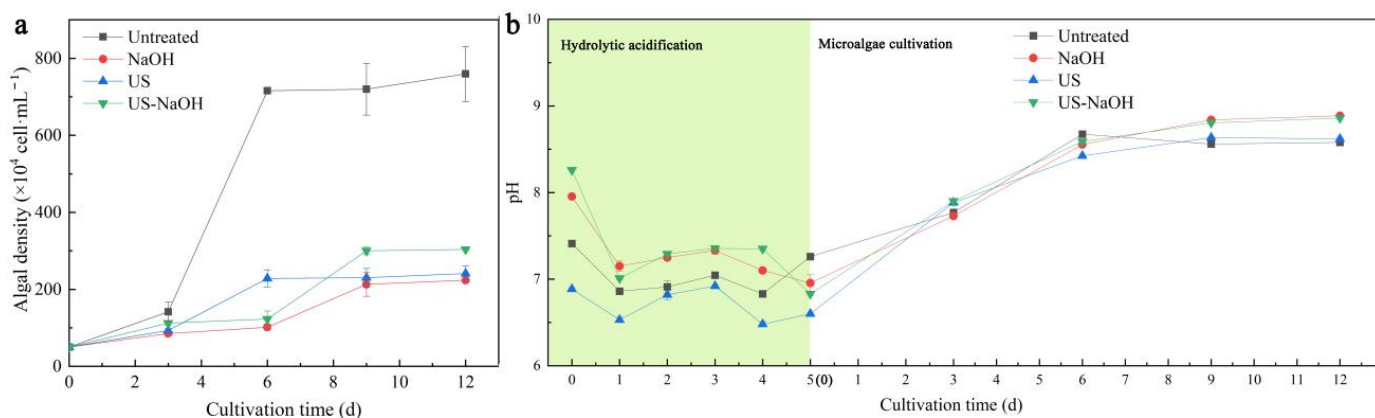 a
Untreated
NaOH
US
US-NaOH
Algal density (×10⁴ cell·mL⁻¹)
800
600
400
200
0
0 2 4 6 8 10 12
Cultivation time (d)
b
Hydrolytic acidification
Microalgae cultivation
Untreated
NaOH
US
US-NaOH
pH
10
9
8
7
6
0 1 2 3 4 5(0) 1 2 3 4 5 6 7 8 9 10 11 12
Cultivation time (d)